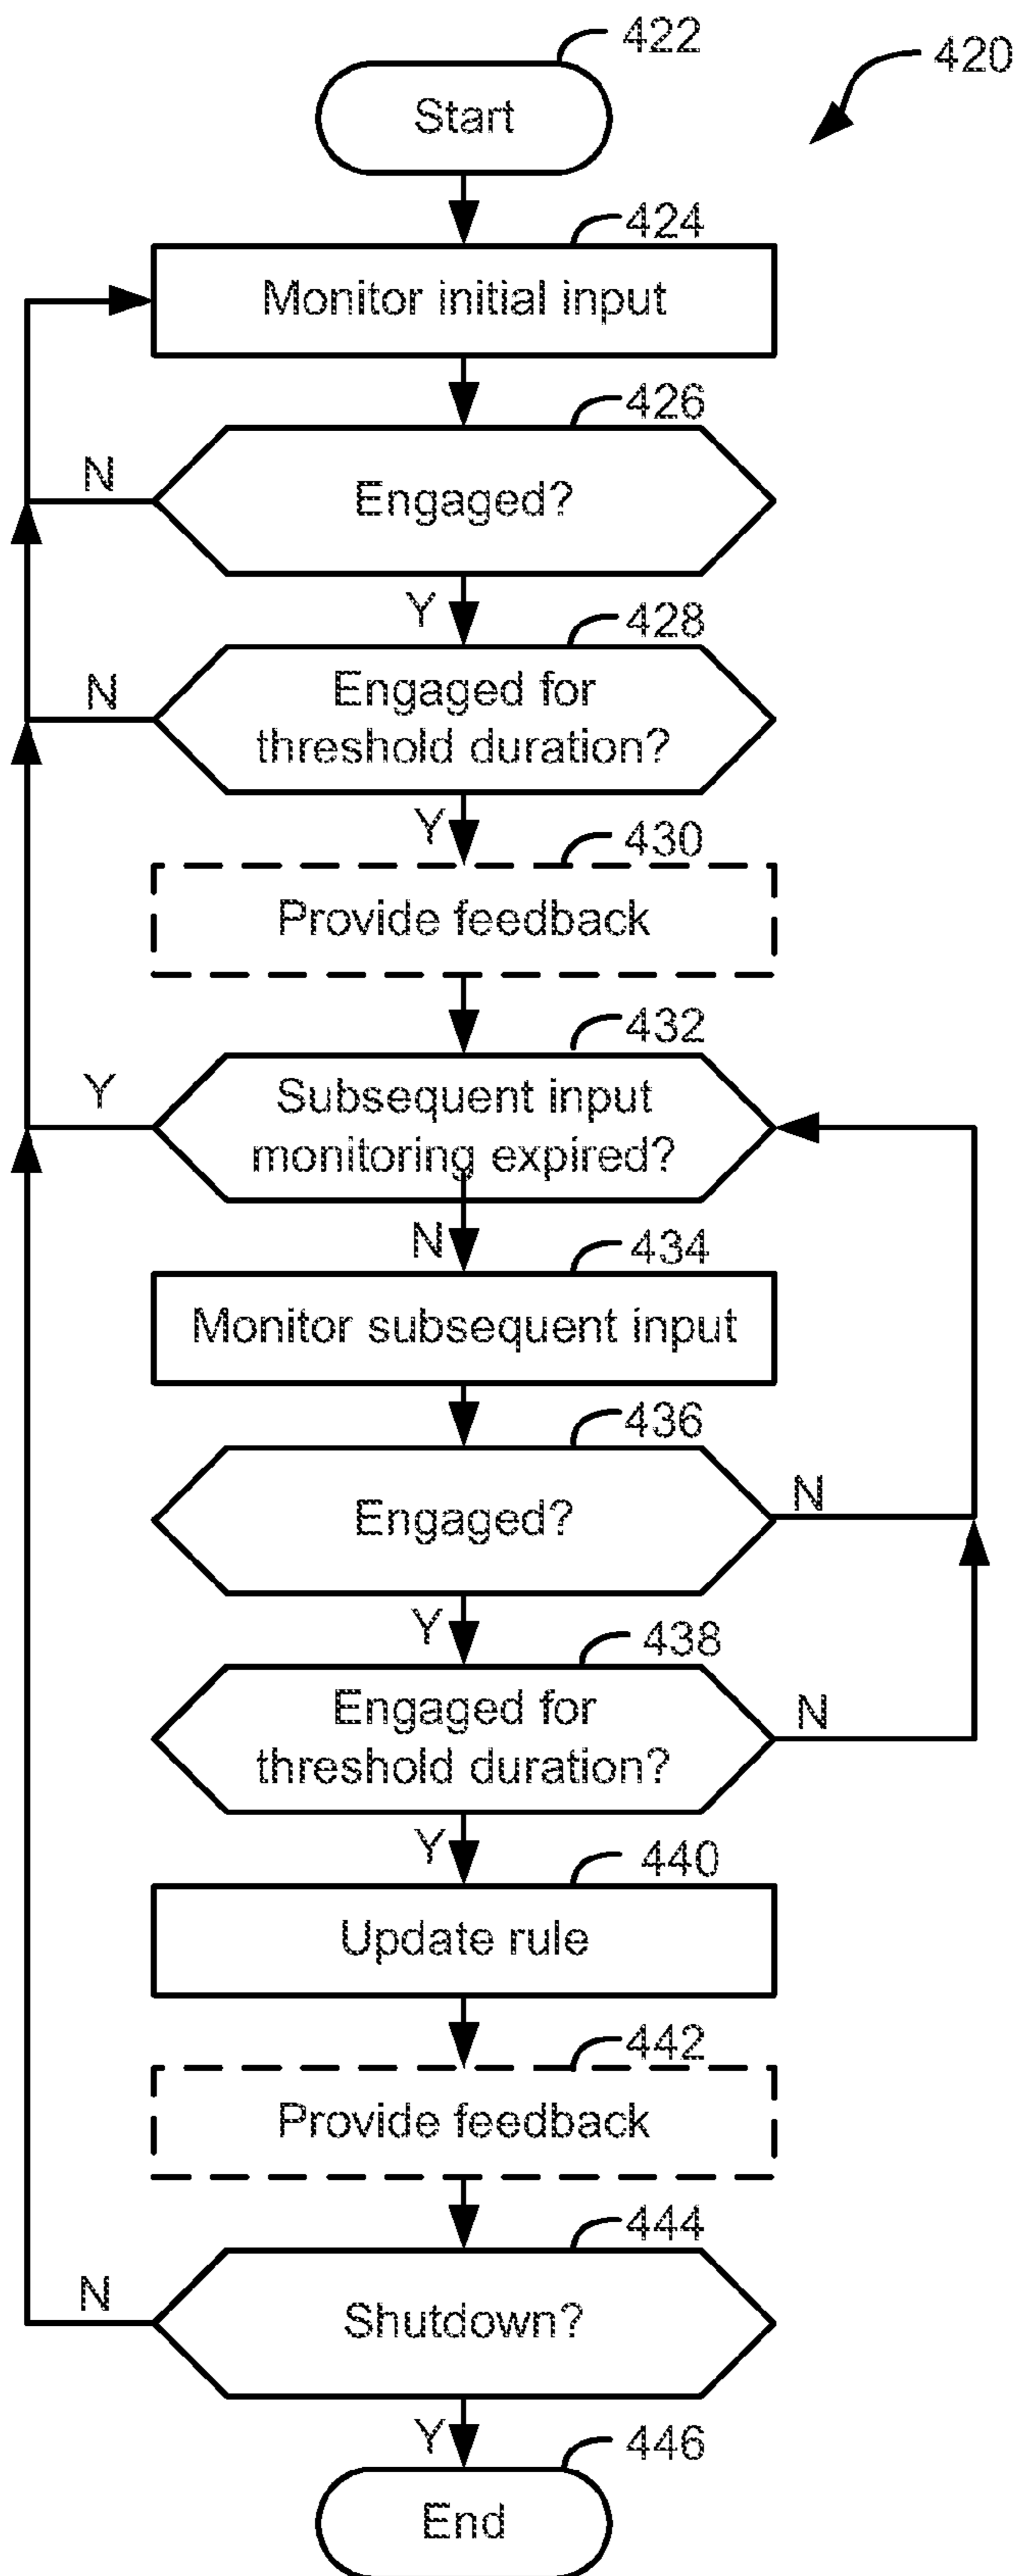 422
420
Start
424
Monitor initial input
426
N
Engaged?
Y
428
N
Engaged for
threshold duration?
Y
430
Provide feedback
432
Y
Subsequent input
monitoring expired?
N
434
Monitor subsequent input
436
Engaged?
N
Y
438
Engaged for
threshold duration?
N
Y
440
Update rule
442
Provide feedback
444
N
Shutdown?
Y
446
End